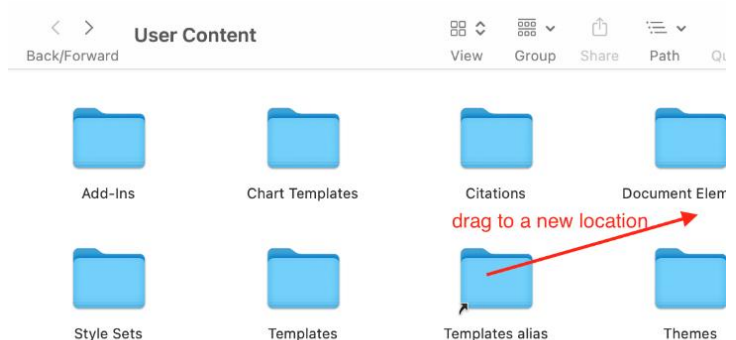 User Content
Back/Forward
View Group Share Path
Add-Ins Chart Templates Citations Document Elem
drag to a new location
Style Sets Templates Templates alias Themes